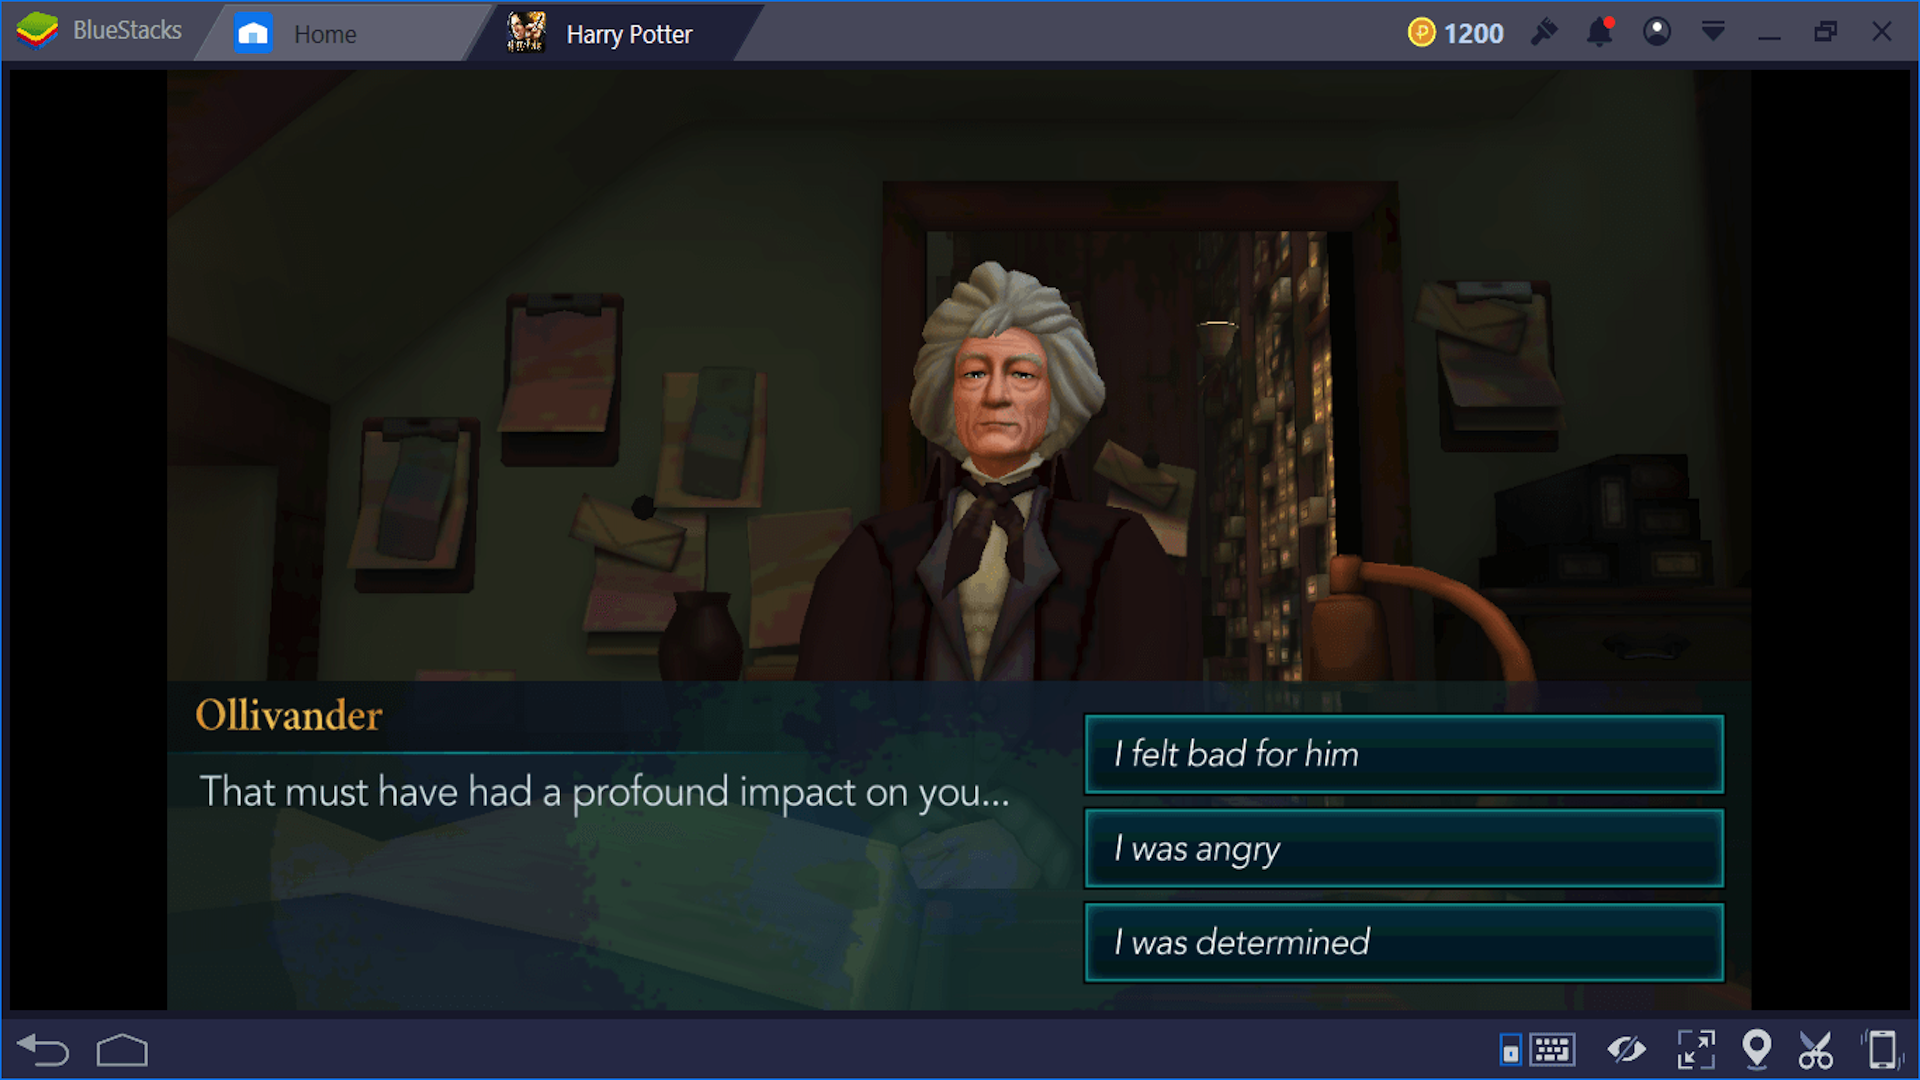 BlueStacks
Home
Harry Potter
1200
Ollivander
That must have had a profound impact on you...
I felt bad for him
I was angry
I was determined